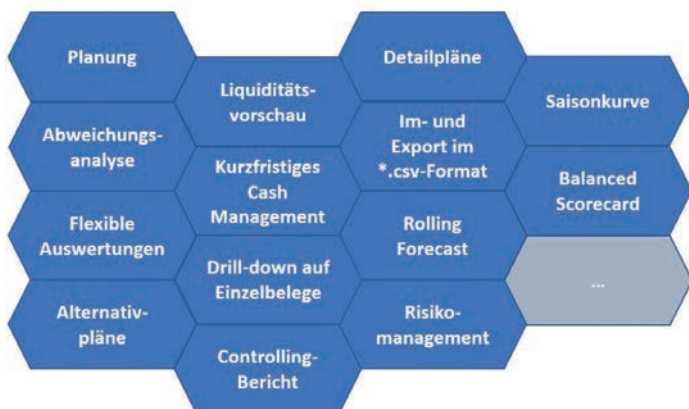 Planung
Abweichungs-
analyse
Flexible
Auswertungen
Alternativ-
pläne
Liquiditäts-
vorschau
Kurzfristiges
Cash
Management
Drill-down auf
Einzelbelege
Controlling-
Bericht
Detailpläne
Im- und
Export im
*.csv-Format
Rolling
Forecast
Risiko-
management
Saisonkurve
Balanced
Scorecard
...